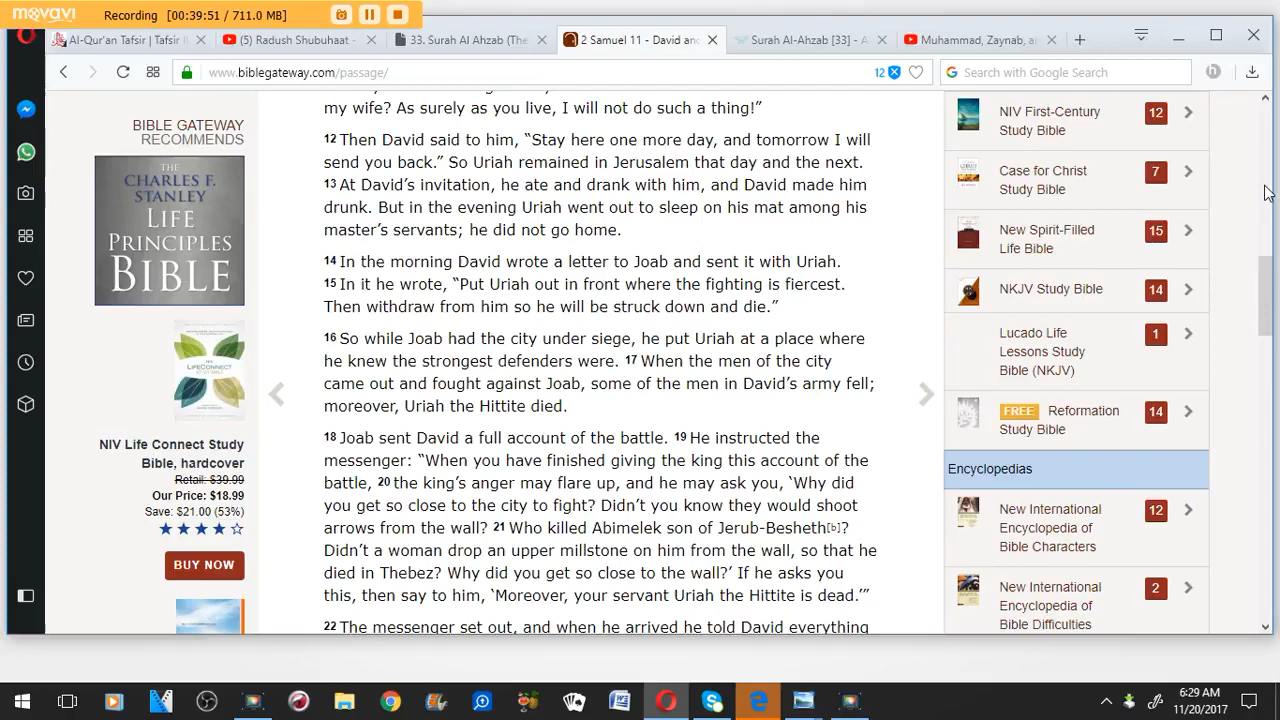 movavi
Recording (00:39:51 / 711.0 MB)
Al-Qur'an Tafsir | Tafsir I
(5) Radush Shubuhaat -
33. Surah Al Ahzab (The
2 Samuel 11 - David an
Surah Al-Ahzab [33] - A
Muhammad, Zaynab, an
www.biblegateway.com/passage/
12
Search with Google Search
my wife? As surely as you live, I will not do such a thing!”
12 Then David said to him, “Stay here one more day, and tomorrow I will
send you back.” So Uriah remained in Jerusalem that day and the next.
13 At David’s invitation, he ate and drank with him, and David made him
drunk. But in the evening Uriah went out to sleep on his mat among his
master’s servants; he did not go home.
14 In the morning David wrote a letter to Joab and sent it with Uriah.
15 In it he wrote, “Put Uriah out in front where the fighting is fiercest.
Then withdraw from him so he will be struck down and die.”
16 So while Joab had the city under siege, he put Uriah at a place where
he knew the strongest defenders were. 17 When the men of the city
came out and fought against Joab, some of the men in David’s army fell;
moreover, Uriah the Hittite died.
18 Joab sent David a full account of the battle. 19 He instructed the
messenger: “When you have finished giving the king this account of the
battle, 20 the king’s anger may flare up, and he may ask you, ‘Why did
you get so close to the city to fight? Didn’t you know they would shoot
arrows from the wall? 21 Who killed Abimelek son of Jerub-Besheth[b]?
Didn’t a woman drop an upper millstone on him from the wall, so that he
died in Thebez? Why did you get so close to the wall?’ If he asks you
this, then say to him, ‘Moreover, your servant Uriah the Hittite is dead.’”
22 The messenger set out, and when he arrived he told David everything
BIBLE GATEWAY
RECOMMENDS
THE
CHARLES F.
STANLEY
LIFE
PRINCIPLES
BIBLE
NIV
LIFECONNECT
STUDY BIBLE
NIV Life Connect Study
Bible, hardcover
Retail: $39.99
Our Price: $18.99
Save: $21.00 (53%)
BUY NOW
NIV First-Century
Study Bible
12
Case for Christ
Study Bible
7
New Spirit-Filled
Life Bible
15
NKJV Study Bible
14
Lucado Life
Lessons Study
Bible (NKJV)
1
FREE Reformation
Study Bible
14
Encyclopedias
New International
Encyclopedia of
Bible Characters
12
New International
Encyclopedia of
Bible Difficulties
2
6:29 AM
11/20/2017